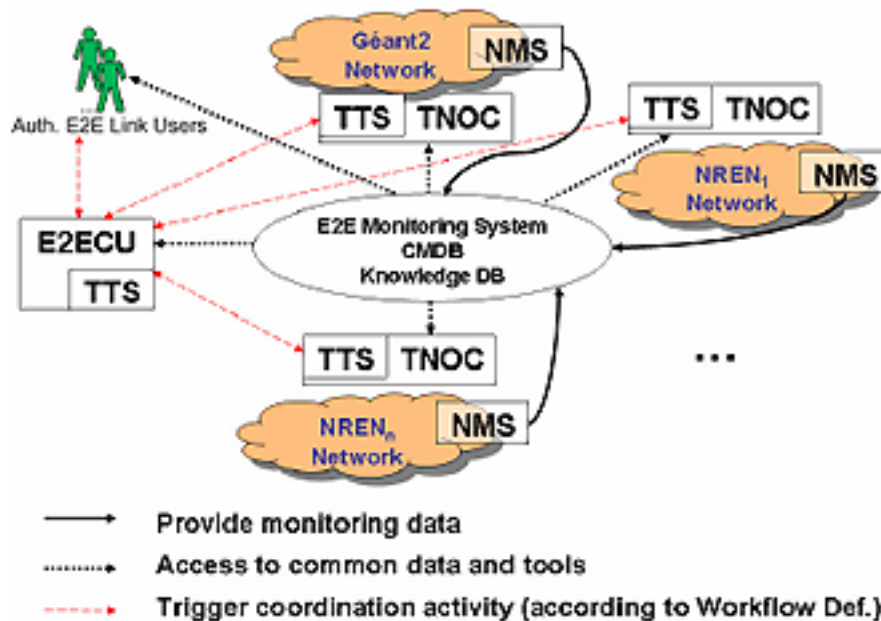 Géant2
Network
NMS
TTS TNOC
TTS TNOC
Auth. E2E Link Users
NREN₁
Network
NMS
E2ECU
TTS
E2E Monitoring System
CMDB
Knowledge DB
TTS TNOC
...
NRENₙ
Network
NMS
Provide monitoring data
Access to common data and tools
Trigger coordination activity (according to Workflow Def.)